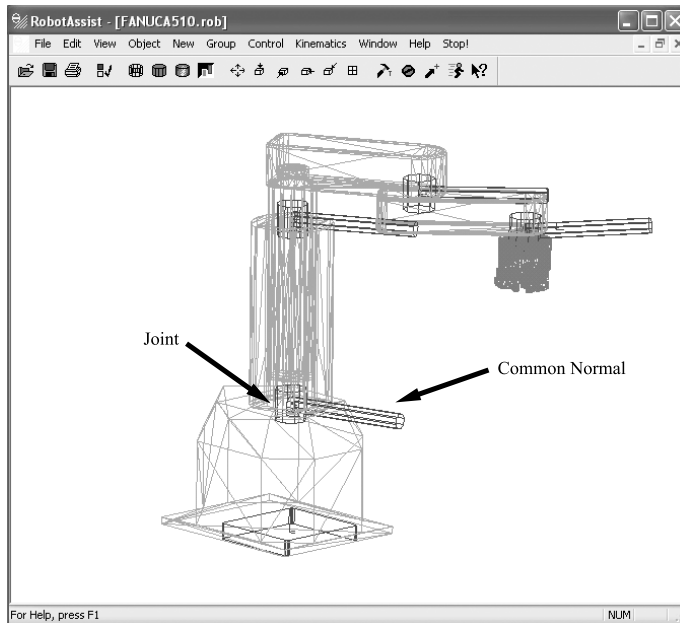 RobotAssist - [FANUCA510.rob]
File Edit View Object New Group Control Kinematics Window Help Stop!
Joint
Common Normal
For Help, press F1 NUM